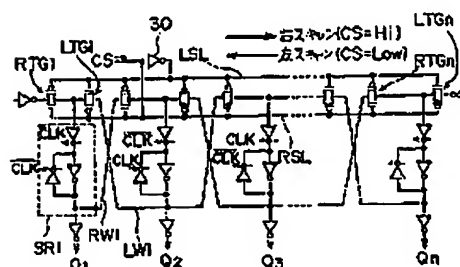 30
右スキャン(CS=Hi)
左スキャン(CS=Low)
LTGn
LTG1
CS
LSL
RTG1
RTGn
CLK
CLK
CLK
CLK
CLK
CLK
RSL
SR1
RW1
LW1
Q1
Q2
Q3
Qn